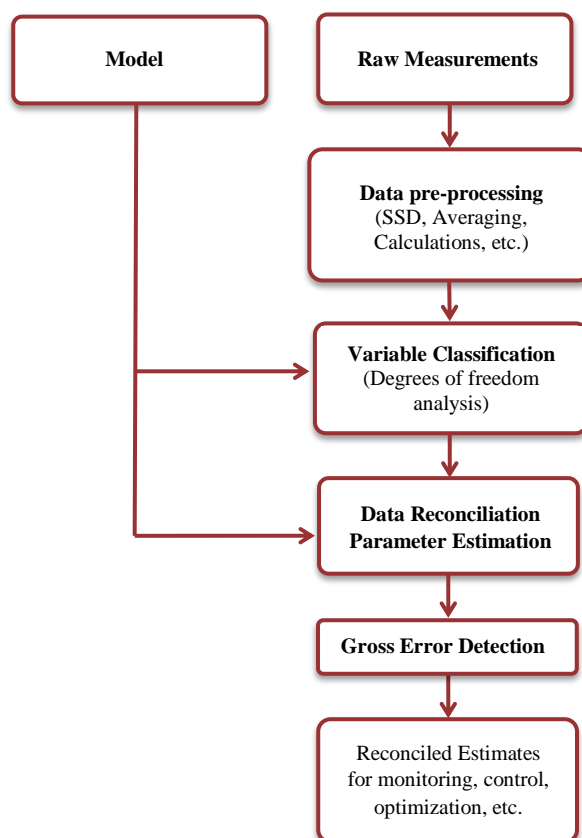 Model
Raw Measurements
Data pre-processing
(SSD, Averaging,
Calculations, etc.)
Variable Classification
(Degrees of freedom
analysis)
Data Reconciliation
Parameter Estimation
Gross Error Detection
Reconciled Estimates
for monitoring, control,
optimization, etc.